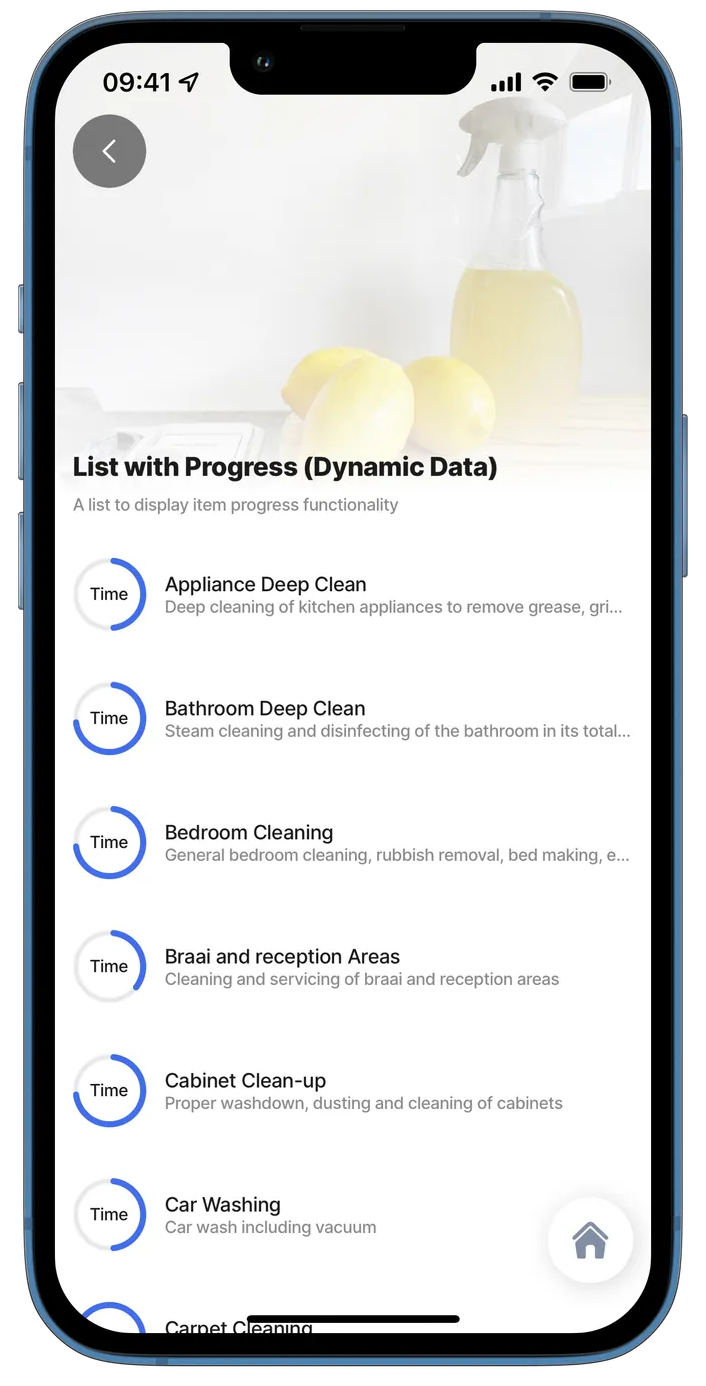 09:41
List with Progress (Dynamic Data)
A list to display item progress functionality
Time
Appliance Deep Clean
Deep cleaning of kitchen appliances to remove grease, gri...
Time
Bathroom Deep Clean
Steam cleaning and disinfecting of the bathroom in its total...
Time
Bedroom Cleaning
General bedroom cleaning, rubbish removal, bed making, e...
Time
Braai and reception Areas
Cleaning and servicing of braai and reception areas
Time
Cabinet Clean-up
Proper washdown, dusting and cleaning of cabinets
Time
Car Washing
Car wash including vacuum
Carpet Cleaning